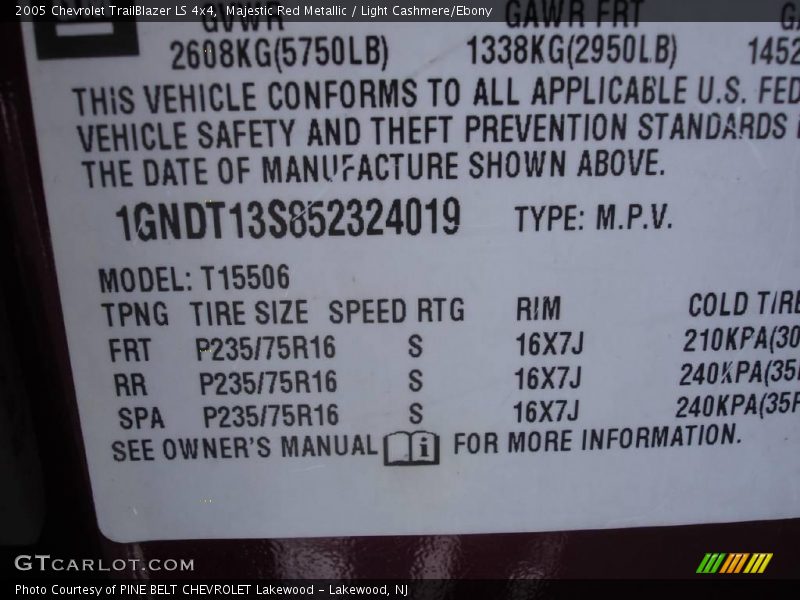 2005 Chevrolet TrailBlazer LS 4x4, Majestic Red Metallic / Light Cashmere/Ebony
GVWR GAWR FRT
2608KG(5750LB) 1338KG(2950LB) 1452
THIS VEHICLE CONFORMS TO ALL APPLICABLE U.S. FED
VEHICLE SAFETY AND THEFT PREVENTION STANDARDS
THE DATE OF MANUFACTURE SHOWN ABOVE.
1GNDT13S852324019 TYPE: M.P.V.
MODEL: T15506
TPNG TIRE SIZE SPEED RTG RIM COLD TIRE
FRT P235/75R16 S 16X7J 210KPA(30
RR P235/75R16 S 16X7J 240KPA(35
SPA P235/75R16 S 16X7J 240KPA(35P
SEE OWNER'S MANUAL i FOR MORE INFORMATION.
GTCARLOT.COM
Photo Courtesy of PINE BELT CHEVROLET Lakewood – Lakewood, NJ